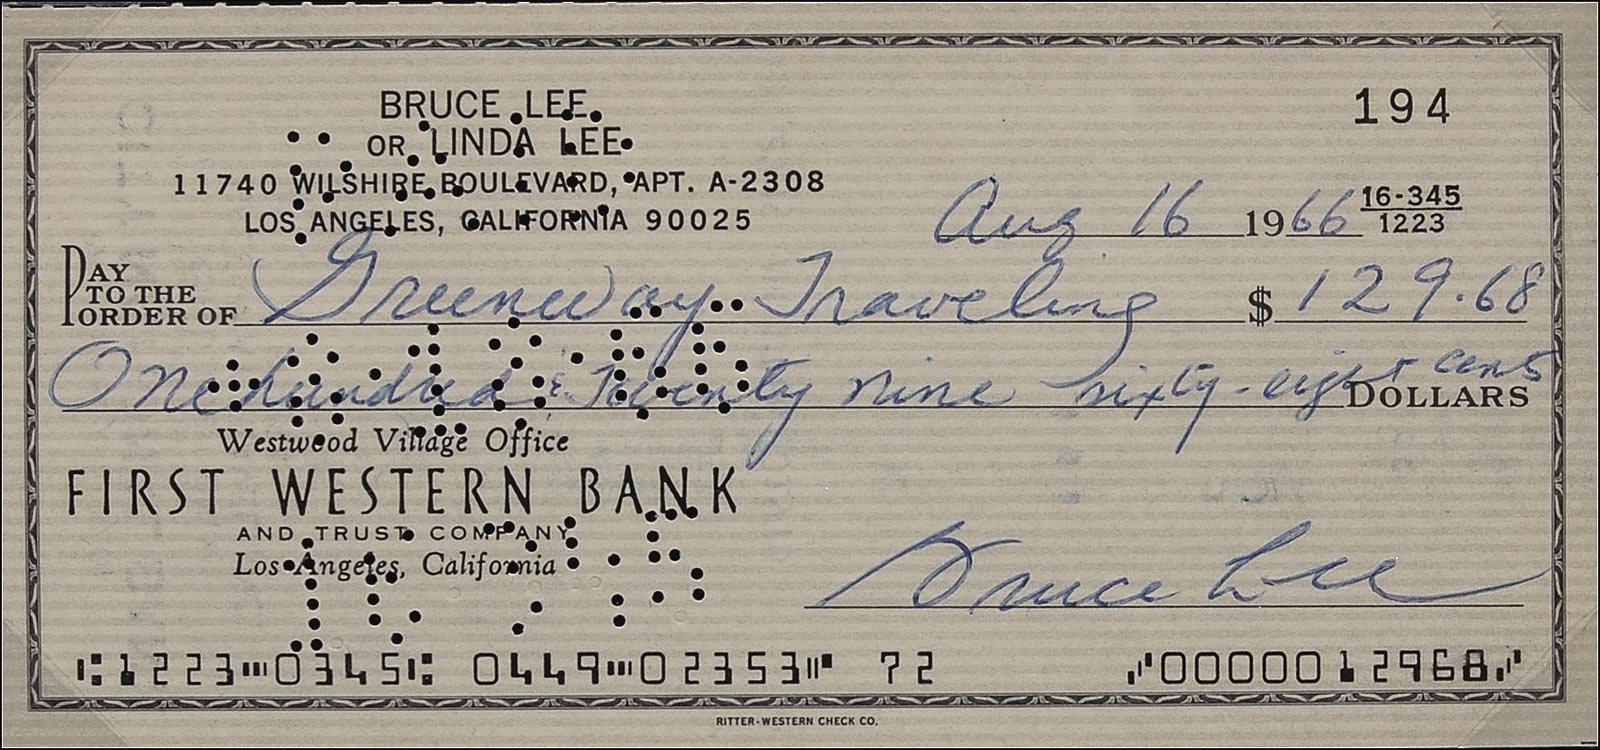 BRUCE LEE
OR LINDA LEE
11740 WILSHIRE BOULEVARD, APT. A-2308
LOS ANGELES, CALIFORNIA 90025
194
Aug 16 1966
16-345
1223
PAY TO THE ORDER OF Greenway Traveling $ 129.68
One hundred & Twenty nine sixty-eight cents DOLLARS
Westwood Village Office
FIRST WESTERN BANK
AND TRUST COMPANY
Los Angeles, California
Bruce Lee
⑆1223⑉0345⑆ 0449⑉02353⑈ 72 ⑇0000012968⑇
RITTER-WESTERN CHECK CO.